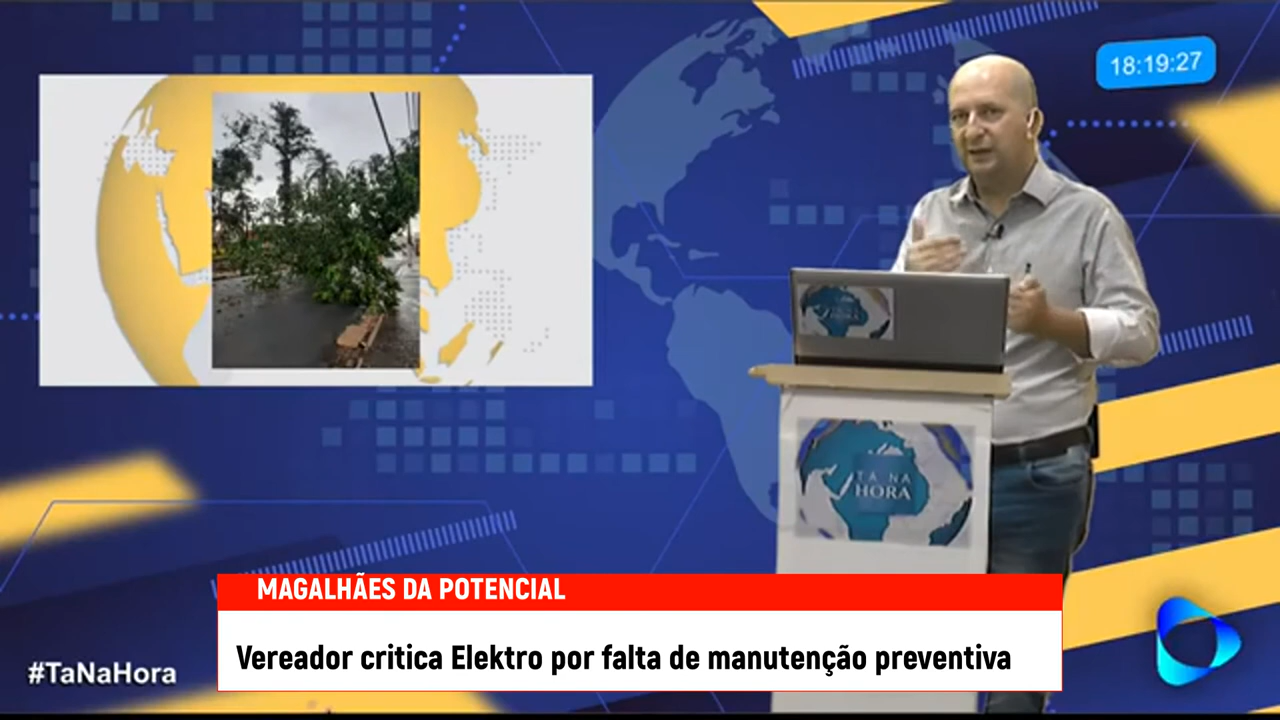 18:19:27
TA NA
HORA
MAGALHÃES DA POTENCIAL
Vereador critica Elektro por falta de manutenção preventiva
#TaNaHora